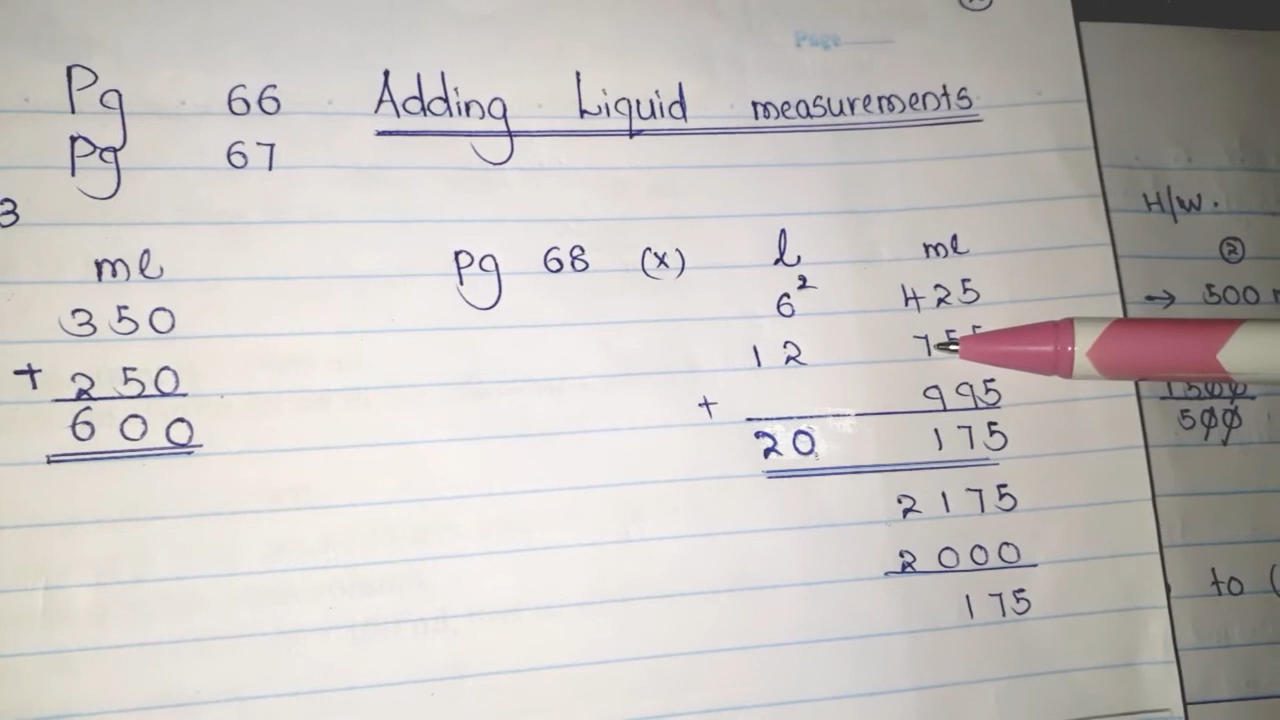 Page
Pg 66 Adding Liquid measurements
Pg 67
3
ml
350
+ 250
600
Pg 68 (x) l ml
6 2 425
12
+ 995
20 175
2175
2000
175
H/W.
②
→ 500
1500
500
to (